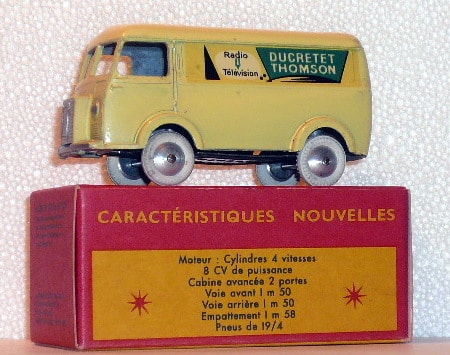 Radio
Télévision
DUCRETET
THOMSON
CARACTÉRISTIQUES NOUVELLES
Moteur : Cylindres 4 vitesses
8 CV de puissance
Cabine avancée 2 portes
Voie avant 1 m 50
Voie arrière 1 m 50
Empattement 1 m 58
Pneus de 19/4